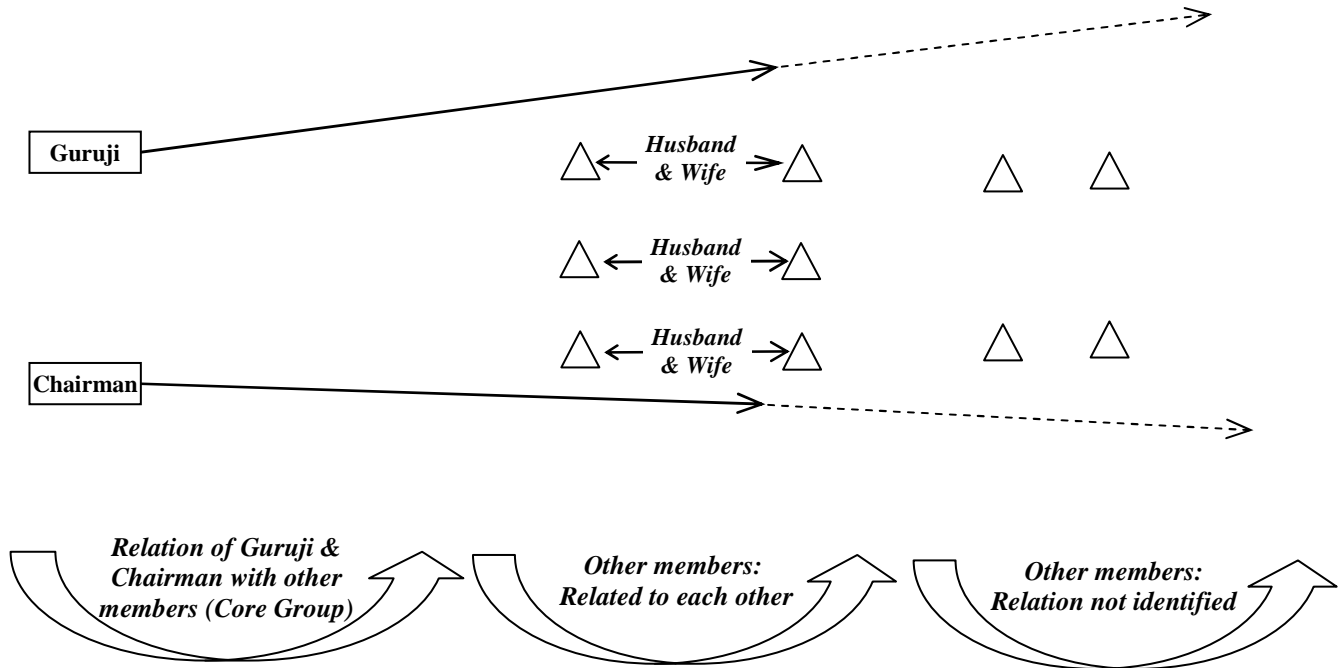 Guruji
Husband
& Wife
Husband
& Wife
Husband
& Wife
Chairman
Relation of Guruji &
Chairman with other
members (Core Group)
Other members:
Related to each other
Other members:
Relation not identified